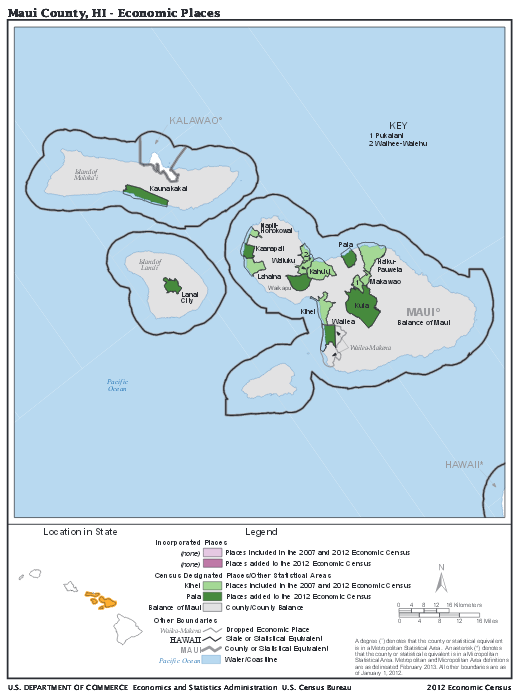 Maui County, HI - Economic Places
KALAWAO°
KEY
1 Pukalani
2 Waihee-Waiehu
Island of
Moloka'i
Kaunakakai
Napili-
Honokowai
Kaanapali
Wailuku
Lahaina
Waikapu
Kahului
2
Paia
Haiku-
Pauwela
Makawao
1
Kula
MAUI°
Balance of Maui
Kihei
Wailea
Wailea-Makena
Island of
Lanai
Lanai
City
Pacific
Ocean
HAWAII*
Location in State
Legend
Incorporated Places
(none) Places included in the 2007 and 2012 Economic Census
(none) Places added to the 2012 Economic Census
Census Designated Places/Other Statistical Areas
Kihei Places included in the 2007 and 2012 Economic Census
Paia Places added to the 2012 Economic Census
Balance of Maui County/County Balance
Other Boundaries
Wailea-Makena Dropped Economic Place
HAWAII State or Statistical Equivalent
MAUI County or Statistical Equivalent
Pacific Ocean Water/Coastline
N
0 4 8 12 16 Kilometers
0 4 8 12 16 Miles
A degree (°) denotes that the county or statistical equivalent
is in a Metropolitan Statistical Area. An asterisk (*) denotes
that the county or statistical equivalent is in a Micropolitan
Statistical Area. Metropolitan and Micropolitan Area definitions
are as delineated February 2013. All other boundaries are as
of January 1, 2012.
U.S. DEPARTMENT OF COMMERCE Economics and Statistics Administration U.S. Census Bureau
2012 Economic Census